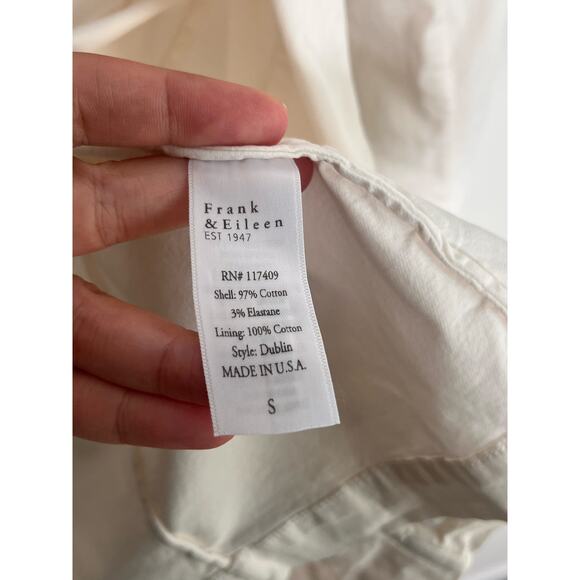 Frank
& Eileen
EST 1947
RN# 117409
Shell: 97% Cotton
3% Elastane
Lining: 100% Cotton
Style: Dublin
MADE IN U.S.A.
S